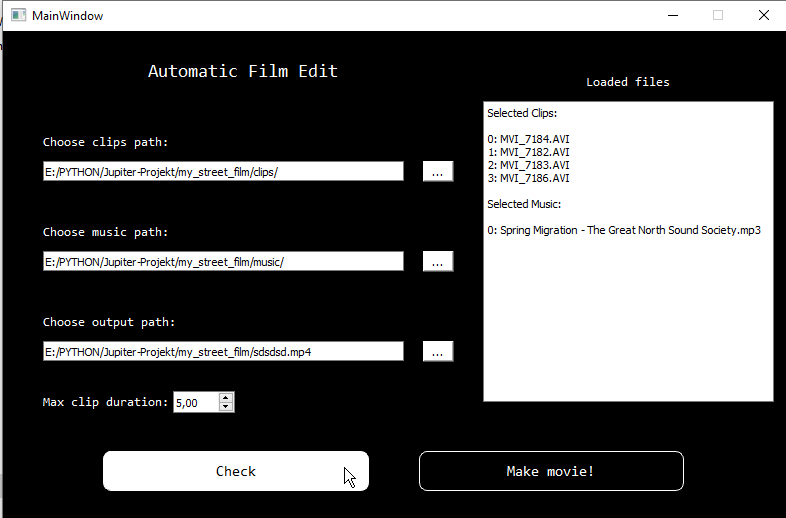 MainWindow
Automatic Film Edit
Loaded files
Choose clips path:
E:/PYTHON/Jupiter-Projekt/my_street_film/clips/
...
Choose music path:
E:/PYTHON/Jupiter-Projekt/my_street_film/music/
...
Choose output path:
E:/PYTHON/Jupiter-Projekt/my_street_film/sdsdsd.mp4
...
Max clip duration: 5,00
Selected Clips:
0: MVI_7184.AVI
1: MVI_7182.AVI
2: MVI_7183.AVI
3: MVI_7186.AVI
Selected Music:
0: Spring Migration - The Great North Sound Society.mp3
Check
Make movie!